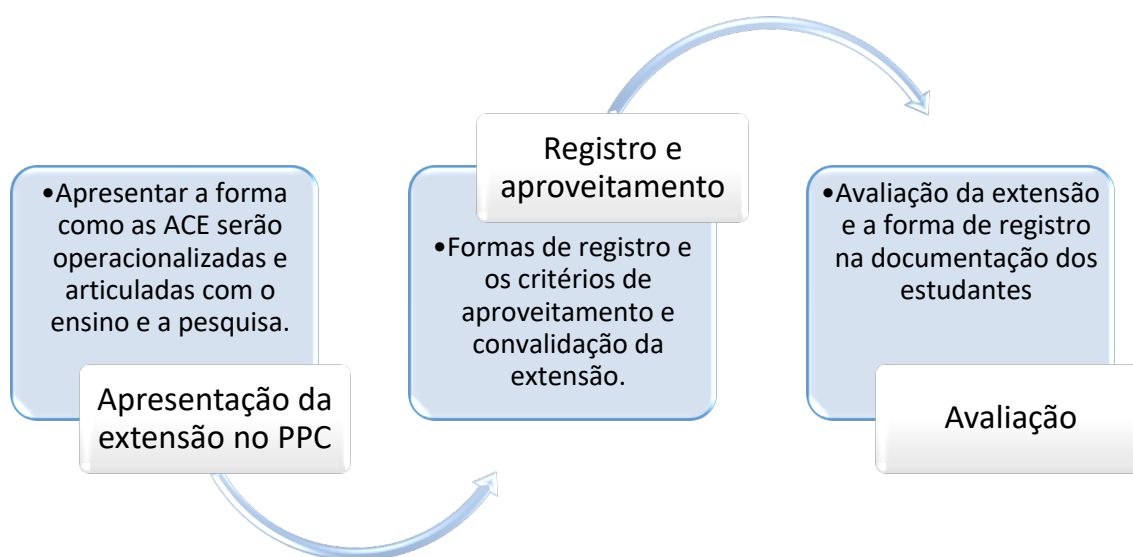 •Apresentar a forma
como as ACE serão
operacionalizadas e
articuladas com o
ensino e a pesquisa.
Apresentação da
extensão no PPC
Registro e
aproveitamento
•Formas de registro e
os critérios de
aproveitamento e
convalidação da
extensão.
•Avaliação da extensão
e a forma de registro
na documentação dos
estudantes
Avaliação